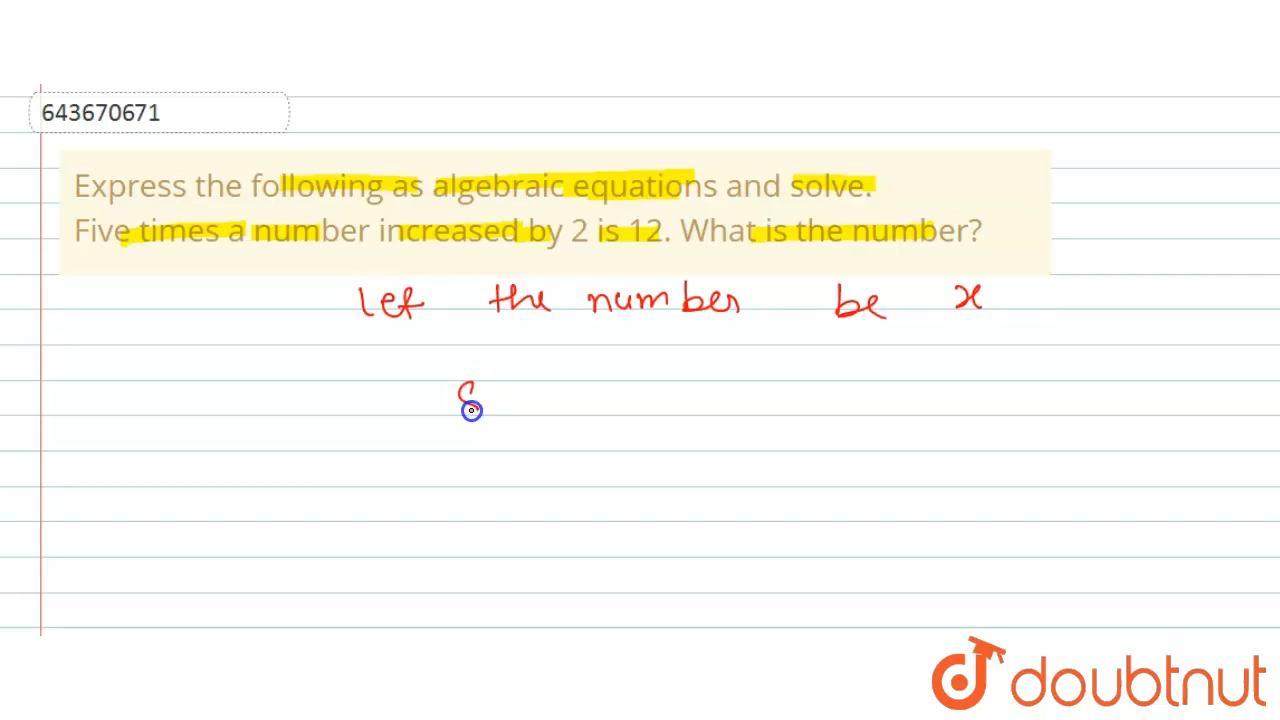 643670671
Express the following as algebraic equations and solve.
Five times a number increased by 2 is 12. What is the number?
let the number be x
doubtnut